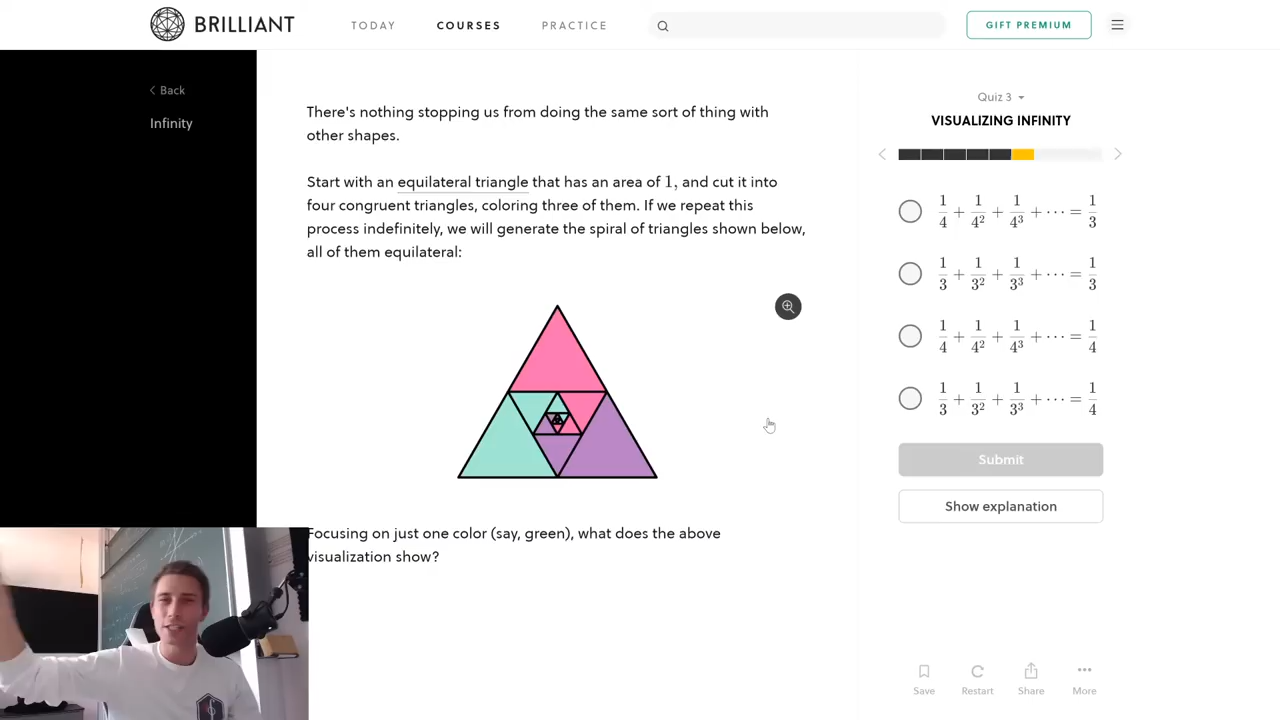 BRILLIANT
TODAY
COURSES
PRACTICE
GIFT PREMIUM
Back
Infinity
There's nothing stopping us from doing the same sort of thing with
other shapes.
Start with an equilateral triangle that has an area of 1, and cut it into
four congruent triangles, coloring three of them. If we repeat this
process indefinitely, we will generate the spiral of triangles shown below,
all of them equilateral:
Focusing on just one color (say, green), what does the above
visualization show?
Quiz 3
VISUALIZING INFINITY
1/4 + 1/4² + 1/4³ + ⋯ = 1/3
1/3 + 1/3² + 1/3³ + ⋯ = 1/3
1/4 + 1/4² + 1/4³ + ⋯ = 1/4
1/3 + 1/3² + 1/3³ + ⋯ = 1/4
Submit
Show explanation
Save
Restart
Share
More